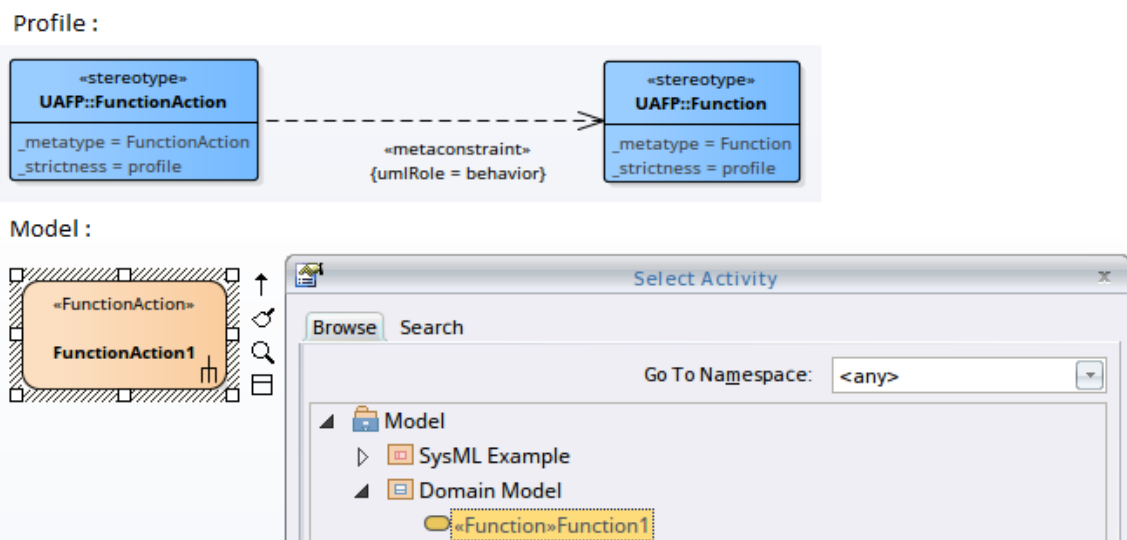 Profile :
«stereotype»
UAFP::FunctionAction
_metatype = FunctionAction
_strictness = profile
«metaconstraint»
{umlRole = behavior}
«stereotype»
UAFP::Function
_metatype = Function
_strictness = profile
Model :
«FunctionAction»
FunctionAction1
Select Activity
x
Browse Search
Go To Namespace: <any>
Model
SysML Example
Domain Model
«Function»Function1